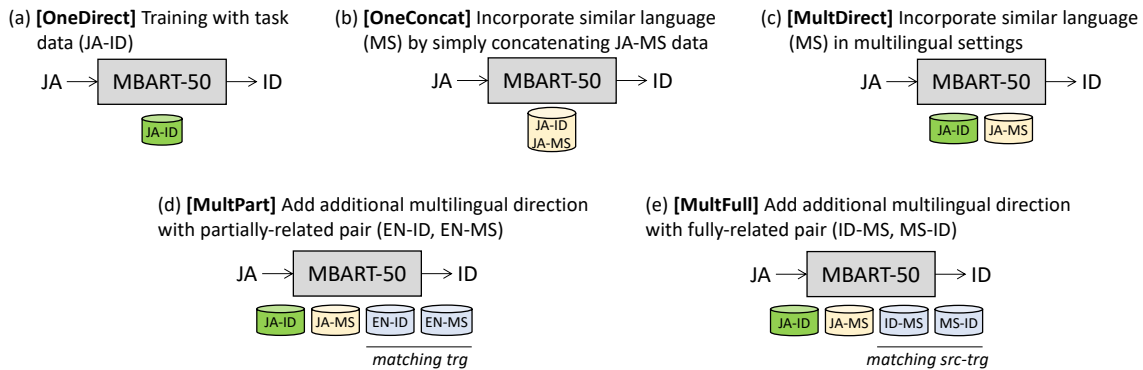 (a) [OneDirect] Training with task
data (JA-ID)
JA
MBART-50
ID
JA-ID
(b) [OneConcat] Incorporate similar language
(MS) by simply concatenating JA-MS data
JA
MBART-50
ID
JA-ID
JA-MS
(c) [MultDirect] Incorporate similar language
(MS) in multilingual settings
JA
MBART-50
ID
JA-ID
JA-MS
(d) [MultPart] Add additional multilingual direction
with partially-related pair (EN-ID, EN-MS)
JA
MBART-50
ID
JA-ID
JA-MS
EN-ID
EN-MS
matching trg
(e) [MultFull] Add additional multilingual direction
with fully-related pair (ID-MS, MS-ID)
JA
MBART-50
ID
JA-ID
JA-MS
ID-MS
MS-ID
matching src-trg